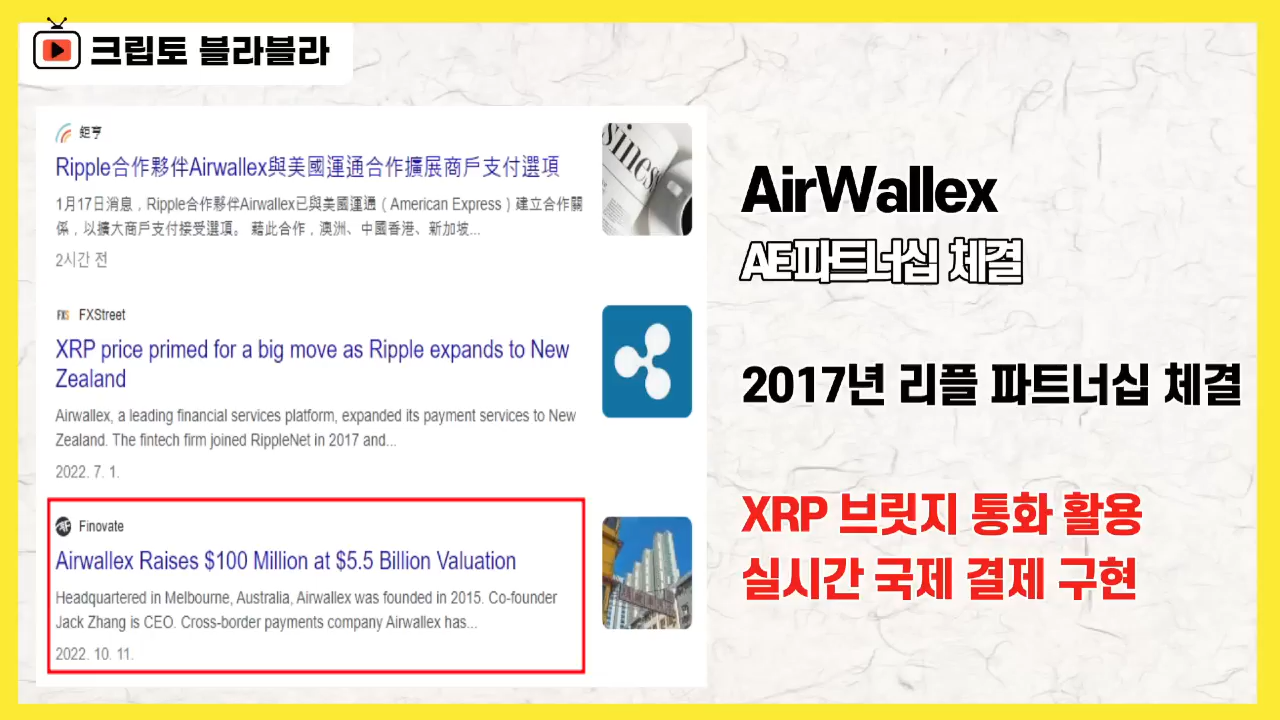 크립토 블라블라
鉅亨
Ripple合作夥伴Airwallex與美國運通合作擴展商戶支付選項
1月17日消息，Ripple合作夥伴Airwallex已與美國運通（American Express）建立合作關
係，以擴大商戶支付接受選項。 藉此合作，澳洲、中國香港、新加坡...
2시간 전
siness
FXS FXStreet
XRP price primed for a big move as Ripple expands to New
Zealand
Airwallex, a leading financial services platform, expanded its payment services to New
Zealand. The fintech firm joined RippleNet in 2017 and...
2022. 7. 1.
Finovate
Airwallex Raises $100 Million at $5.5 Billion Valuation
Headquartered in Melbourne, Australia, Airwallex was founded in 2015. Co-founder
Jack Zhang is CEO. Cross-border payments company Airwallex has...
2022. 10. 11.
AirWallex
AE파트너십 체결
2017년 리플 파트너십 체결
XRP 브릿지 통화 활용
실시간 국제 결제 구현